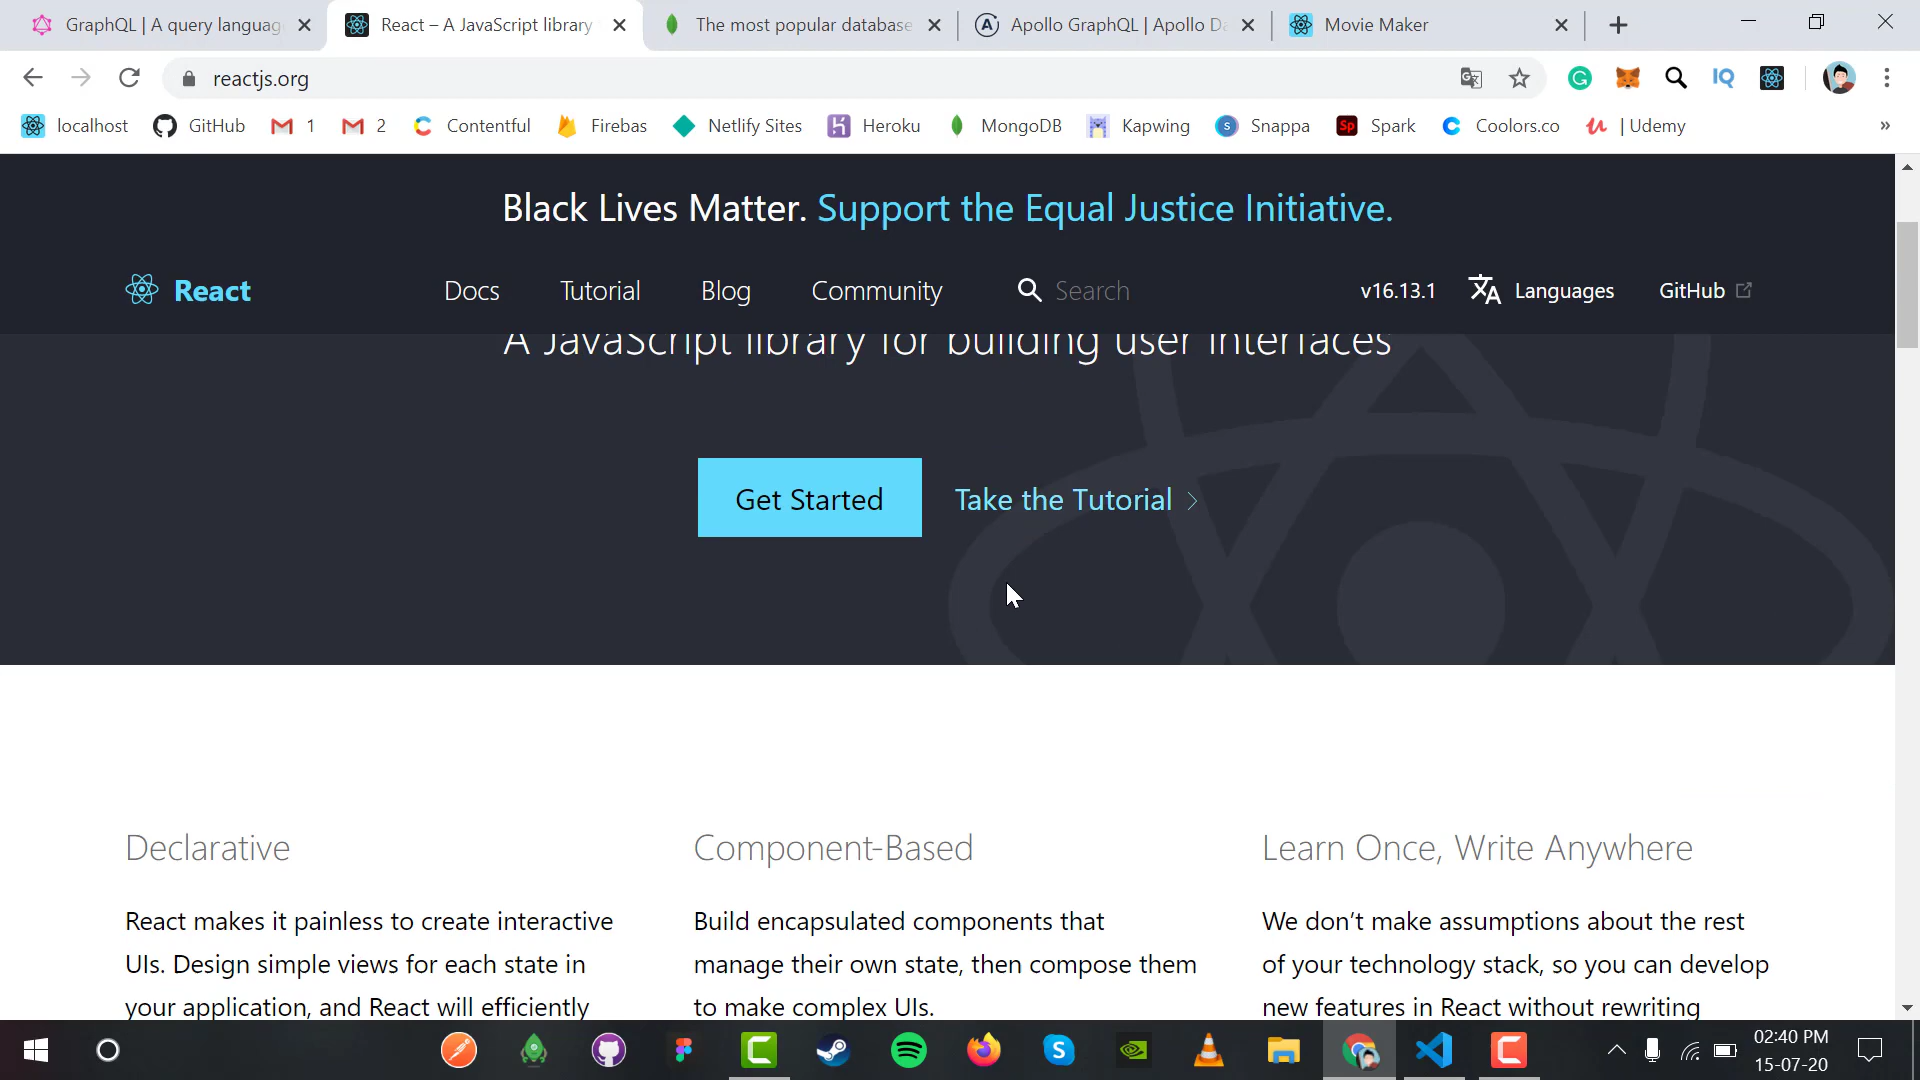 GraphQL | A query languag
React – A JavaScript library
The most popular database
Apollo GraphQL | Apollo Da
Movie Maker
reactjs.org
localhost
GitHub
1
2
Contentful
Firebas
Netlify Sites
Heroku
MongoDB
Kapwing
Snappa
Spark
Coolors.co
| Udemy
»
Black Lives Matter. Support the Equal Justice Initiative.
React
Docs
Tutorial
Blog
Community
Search
v16.13.1
Languages
GitHub
A JavaScript library for building user interfaces
Get Started
Take the Tutorial
Declarative
React makes it painless to create interactive
UIs. Design simple views for each state in
your application, and React will efficiently
Component-Based
Build encapsulated components that
manage their own state, then compose them
to make complex UIs.
Learn Once, Write Anywhere
We don’t make assumptions about the rest
of your technology stack, so you can develop
new features in React without rewriting
02:40 PM
15-07-20